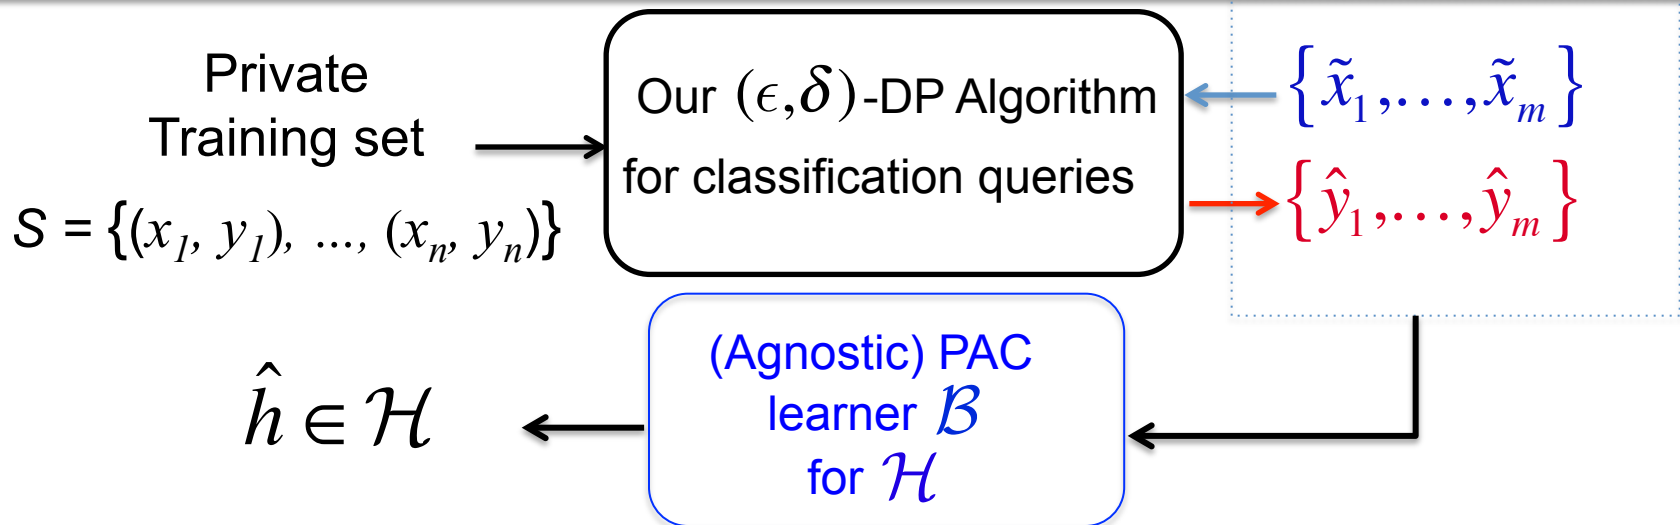 Private
Training set
S = {(x₁, y₁), ..., (xₙ, yₙ)}
Our (ϵ,δ)-DP Algorithm
for classification queries
{x̃₁,...,x̃ₘ}
{ŷ₁,...,ŷₘ}
(Agnostic) PAC
learner ℬ
for ℋ
ĥ ∈ ℋ